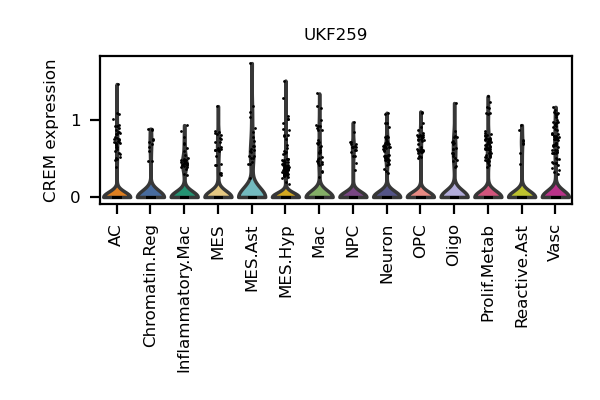 UKF259
CREM expression
1
0
AC
Chromatin.Reg
Inflammatory.Mac
MES
MES.Ast
MES.Hyp
Mac
NPC
Neuron
OPC
Oligo
Prolif.Metab
Reactive.Ast
Vasc